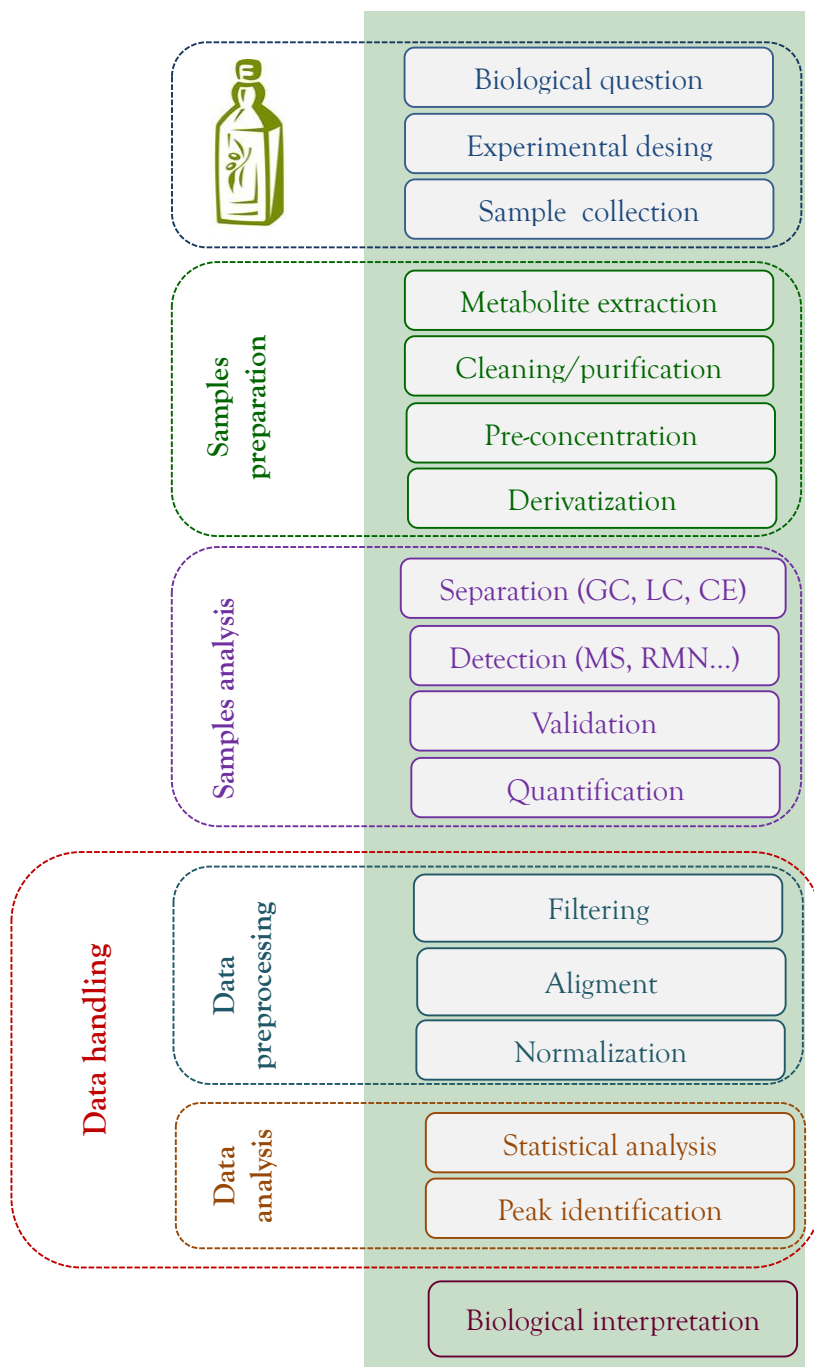 Biological question
Experimental desing
Sample collection
Samples
preparation
Metabolite extraction
Cleaning/purification
Pre-concentration
Derivatization
Samples analysis
Separation (GC, LC, CE)
Detection (MS, RMN...)
Validation
Quantification
Data handling
Data
preprocessing
Filtering
Aligment
Normalization
Data
analysis
Statistical analysis
Peak identification
Biological interpretation